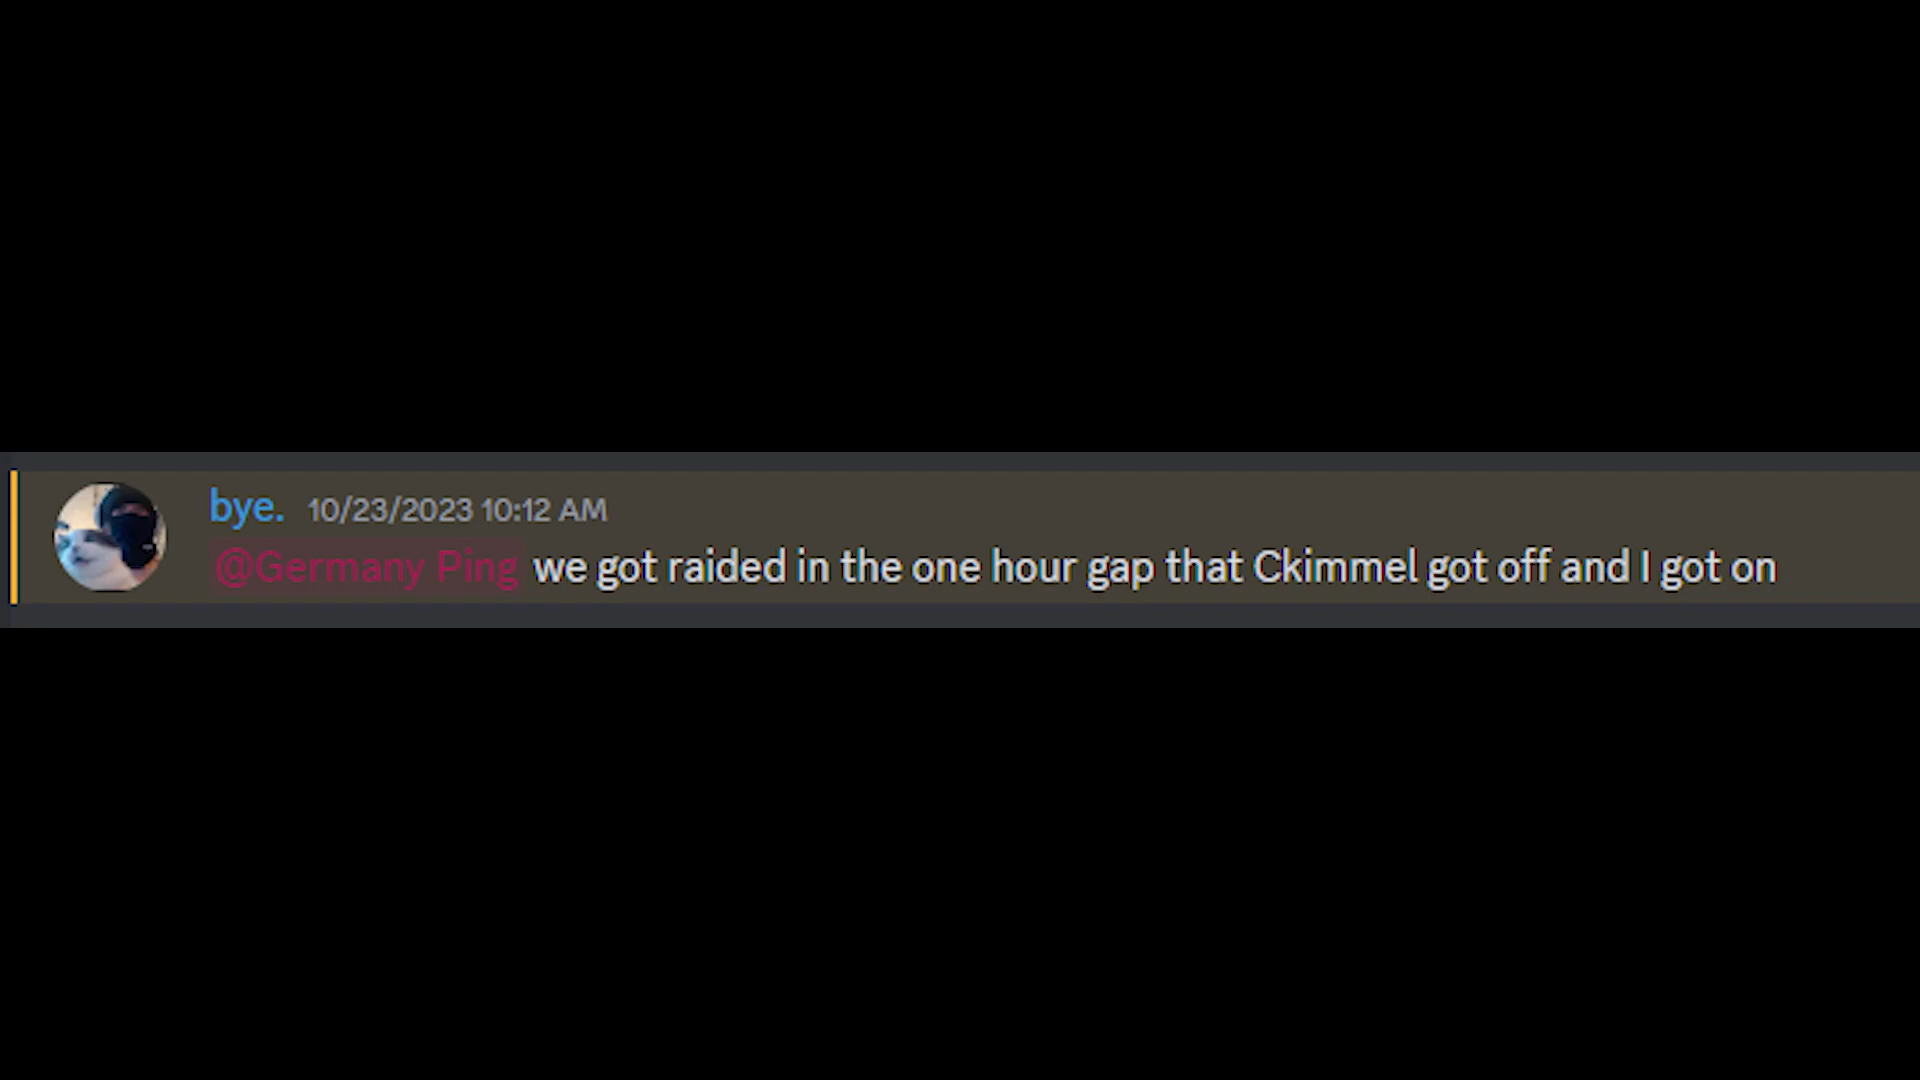 bye. 10/23/2023 10:12 AM
@Germany Ping we got raided in the one hour gap that Ckimmel got off and I got on